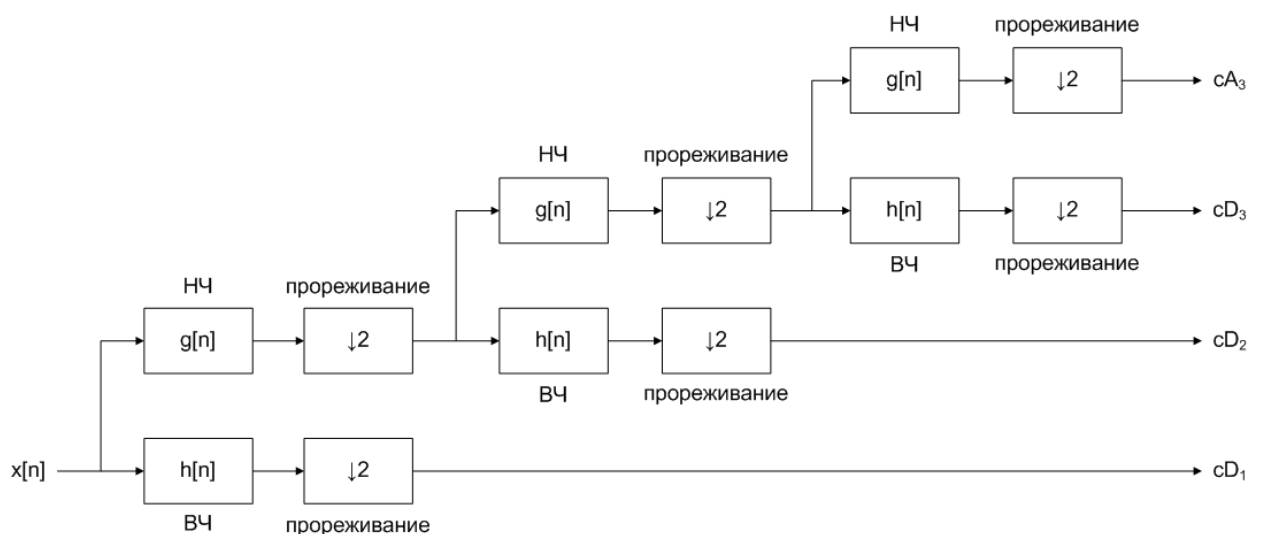 НЧ прореживание
g[n] ↓2 cA₃
НЧ прореживание
g[n] ↓2 h[n] ↓2 cD₃
ВЧ прореживание
НЧ прореживание
g[n] ↓2 h[n] ↓2 cD₂
ВЧ прореживание
x[n] h[n] ↓2 cD₁
ВЧ прореживание